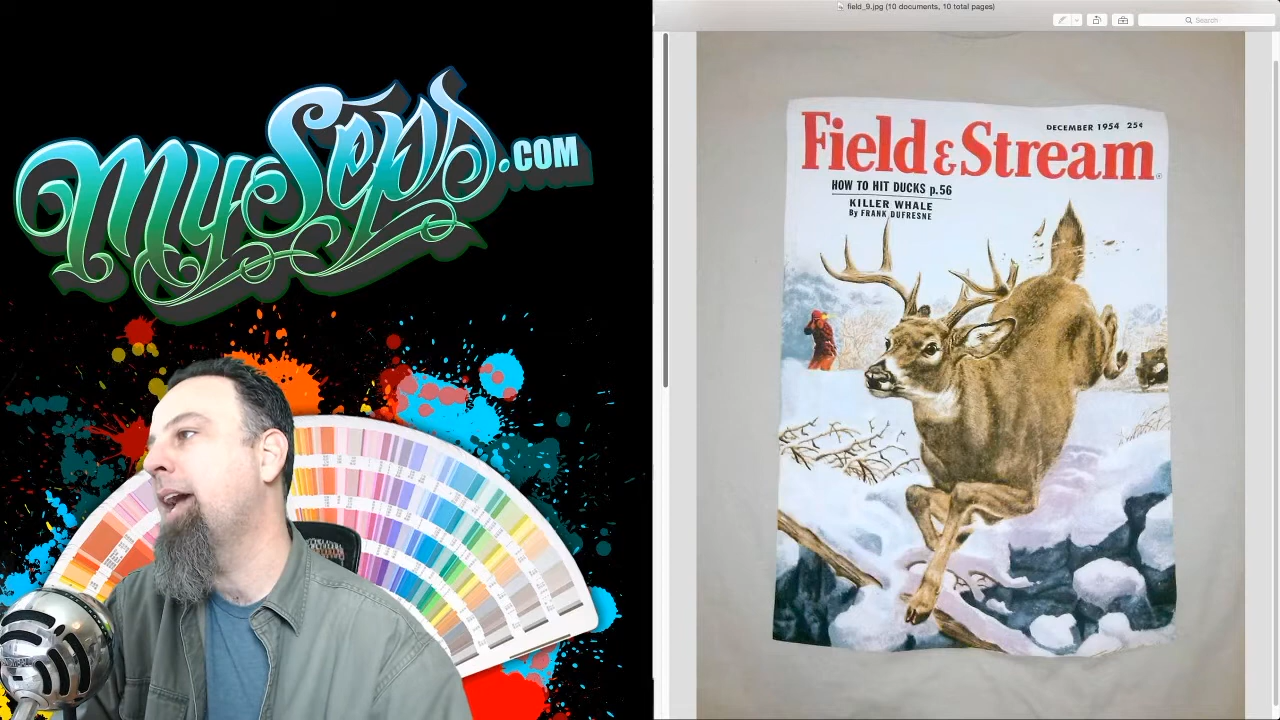 MySeps.COM
field_9.jpg (10 documents, 10 total pages)
Search
DECEMBER 1954 25¢
Field & Stream
HOW TO HIT DUCKS p.56
KILLER WHALE
By FRANK DUFRESNE